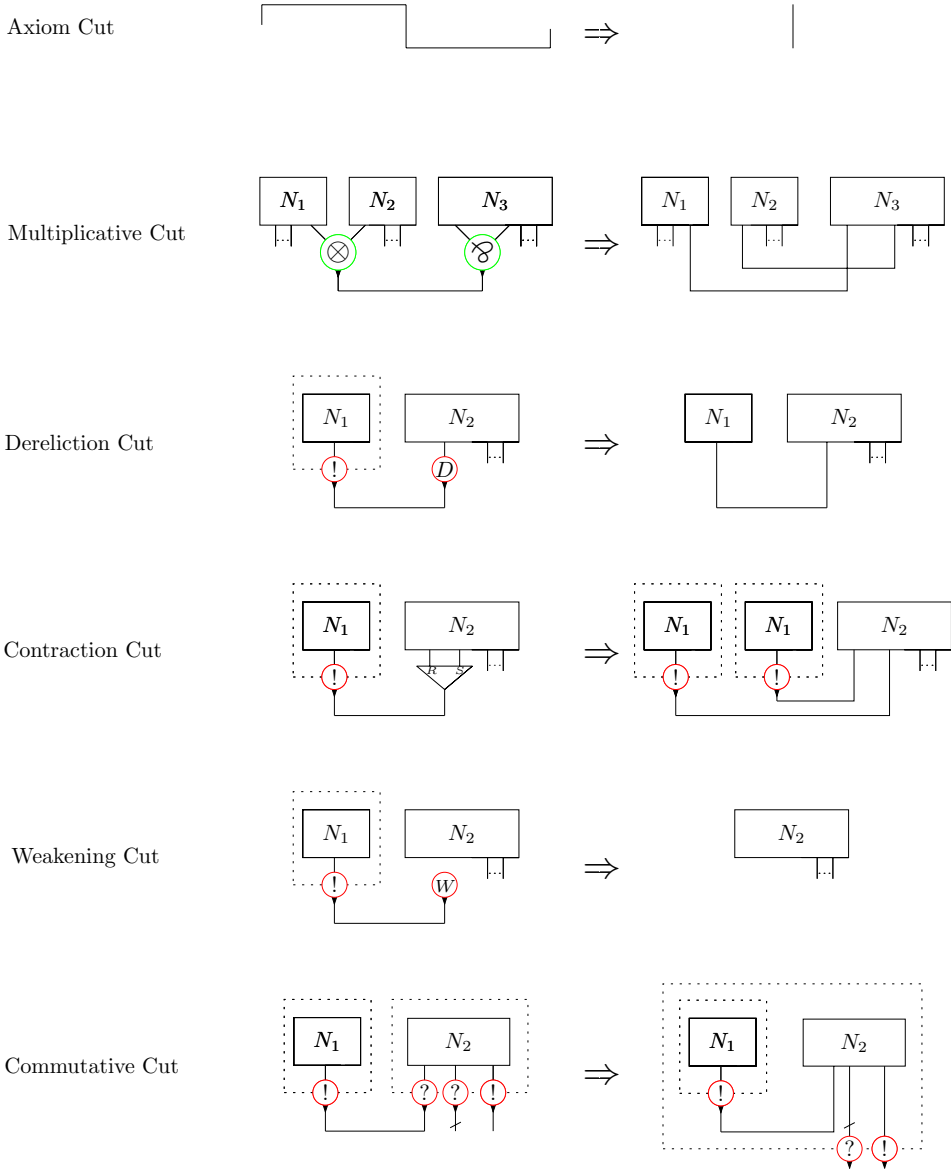 Axiom Cut ⇒
N₁ N₂ N₃ N₁ N₂ N₃
... ... ... ... ... ...
Multiplicative Cut ⊗ ⅋ ⇒
N₁ N₂ N₁ N₂
Dereliction Cut ... ⇒ ...
! D
N₁ N₂ N₁ N₁ N₂
Contraction Cut R S ... ⇒ ...
! ! !
N₁ N₂ N₂
Weakening Cut ... ⇒ ...
! W
N₁ N₂ N₁ N₂
Commutative Cut ⇒
! ? ? ! !
? !